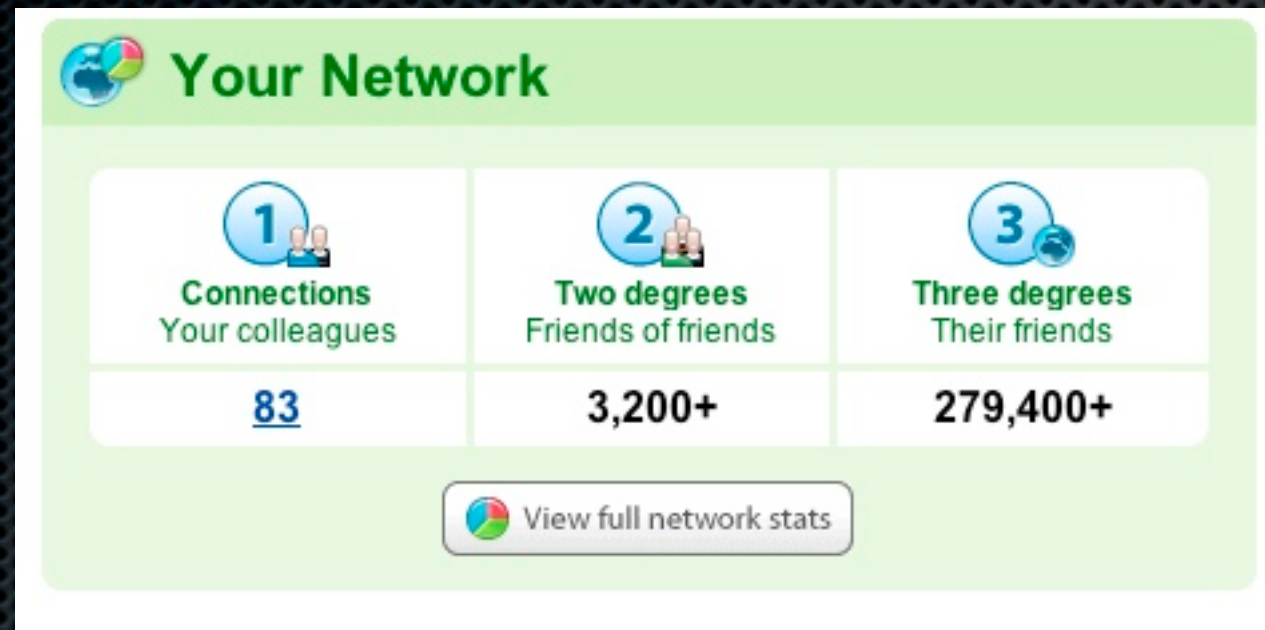 Your Network
1
2
3
Connections
Two degrees
Three degrees
Your colleagues
Friends of friends
Their friends
83
3,200+
279,400+
View full network stats